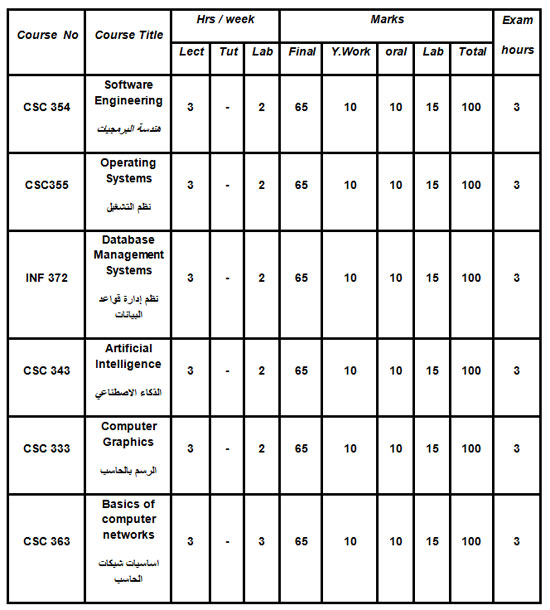 Course No Course Title Hrs / week Marks Exam hours
Lect Tut Lab Final Y.Work oral Lab Total
CSC 354 Software Engineering هندسة البرمجيات 3 - 2 65 10 10 15 100 3
CSC355 Operating Systems نظم التشغيل 3 - 2 65 10 10 15 100 3
INF 372 Database Management Systems نظم إدارة قواعد البيانات 3 - 2 65 10 10 15 100 3
CSC 343 Artificial Intelligence الذكاء الاصطناعي 3 - 2 65 10 10 15 100 3
CSC 333 Computer Graphics الرسم بالحاسب 3 - 2 65 10 10 15 100 3
CSC 363 Basics of computer networks اساسيات شبكات الحاسب 3 - 3 65 10 10 15 100 3